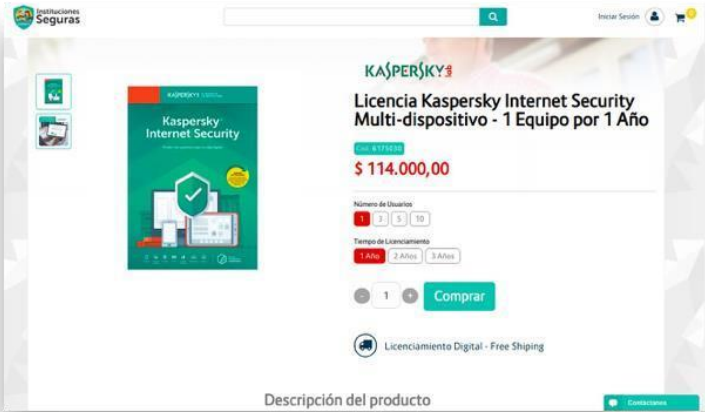 Instituciones
Seguras
Iniciar Sesión
0
KASPERSKY lab
Licencia Kaspersky Internet Security
Multi-dispositivo - 1 Equipo por 1 Año
$ 114.000,00
Número de Usuarios
1 3 5 10
Tiempo de Licenciamiento
1 Año 2 Años 3 Años
- 1 + Comprar
Licenciamiento Digital - Free Shiping
KASPERSKY
Kaspersky
Internet Security
Descripción del producto
Contáctanos